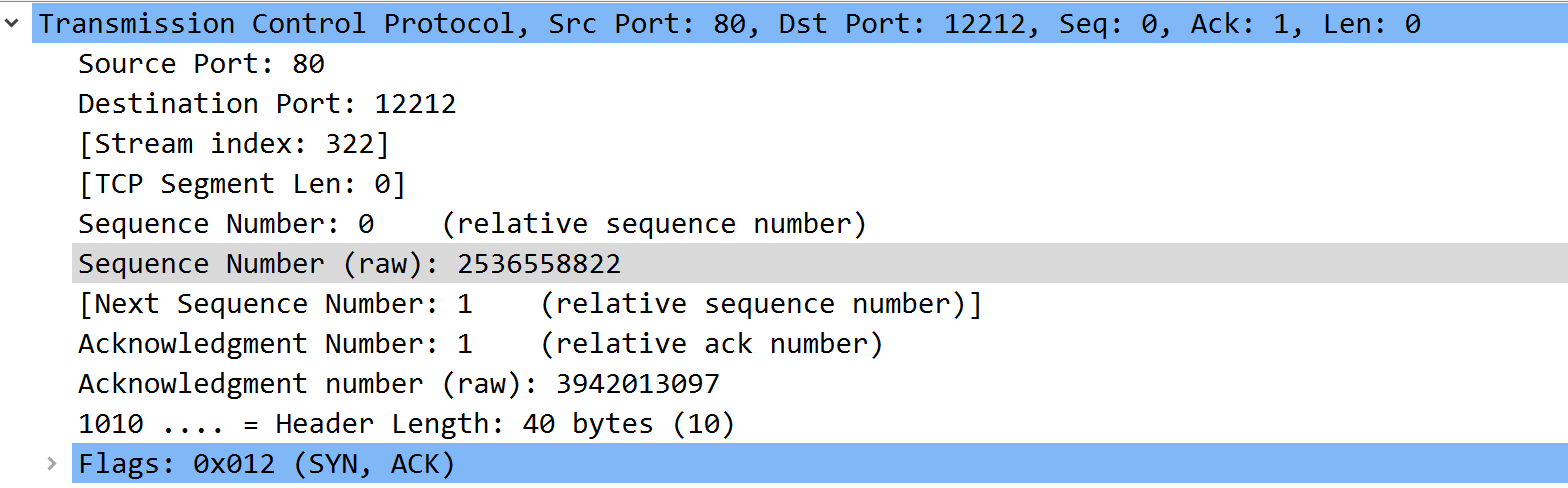 Transmission Control Protocol, Src Port: 80, Dst Port: 12212, Seq: 0, Ack: 1, Len: 0
Source Port: 80
Destination Port: 12212
[Stream index: 322]
[TCP Segment Len: 0]
Sequence Number: 0    (relative sequence number)
Sequence Number (raw): 2536558822
[Next Sequence Number: 1    (relative sequence number)]
Acknowledgment Number: 1    (relative ack number)
Acknowledgment number (raw): 3942013097
1010 .... = Header Length: 40 bytes (10)
Flags: 0x012 (SYN, ACK)